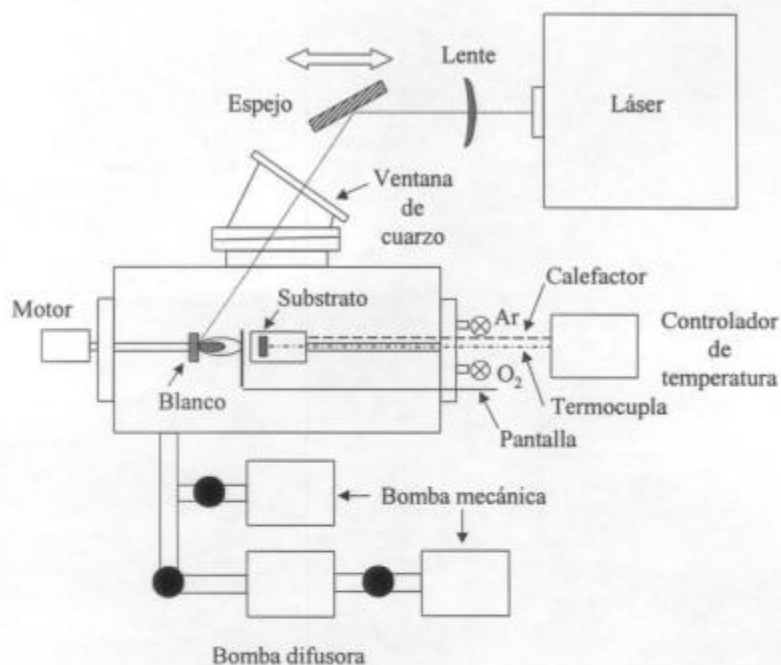 Lente
Espejo
Láser
Ventana
de
cuarzo
Motor
Substrato
Calefactor
Ar
Controlador
de
temperatura
O₂
Blanco
Termocupla
Pantalla
Bomba mecánica
Bomba difusora